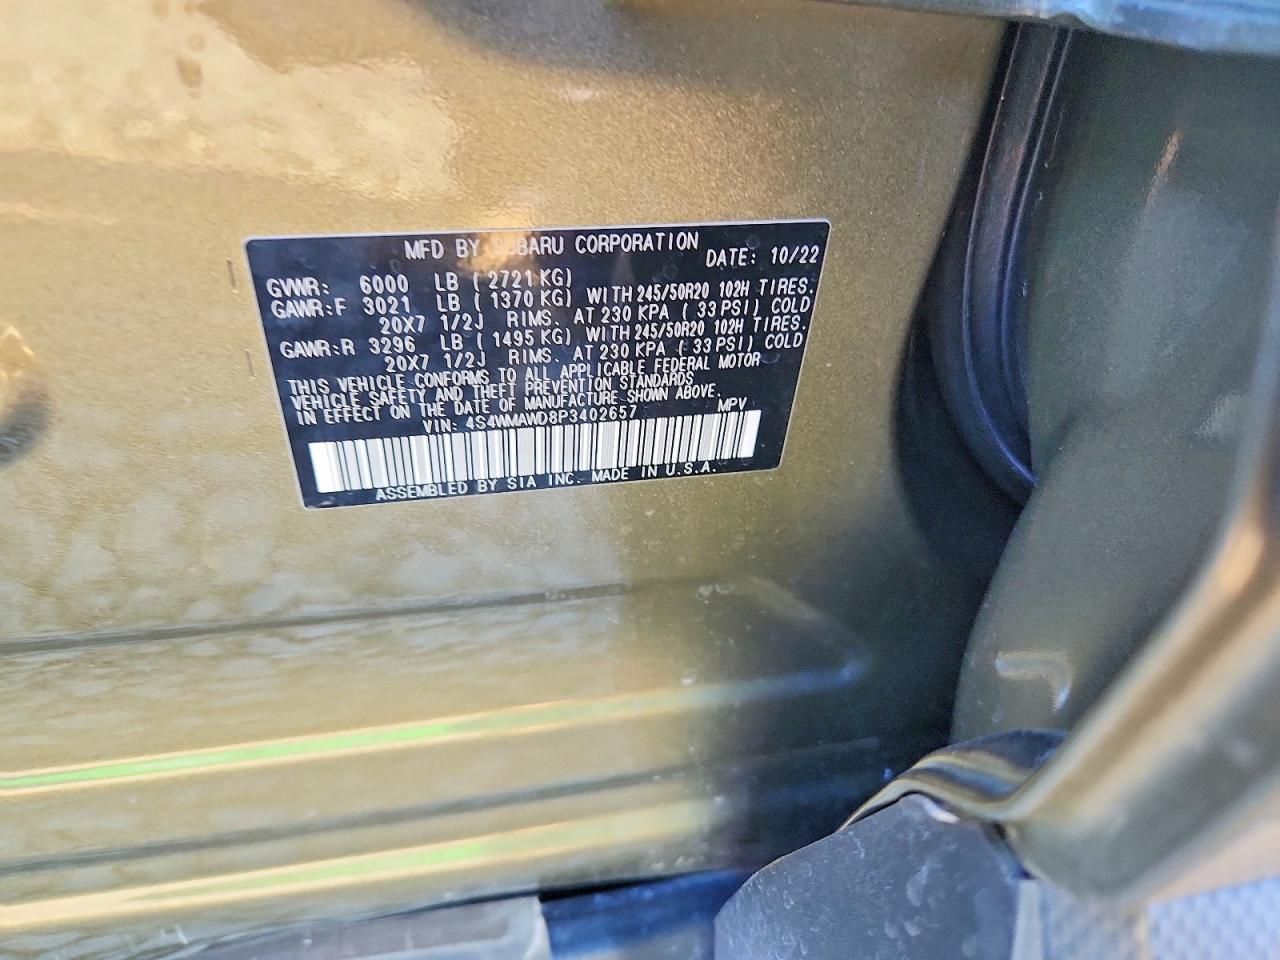 MFD BY SUBARU CORPORATION DATE: 10/22
GVWR: 6000 LB ( 2721 KG)
GAWR:F 3021 LB ( 1370 KG) WITH 245/50R20 102H TIRES.
20X7 1/2J RIMS. AT 230 KPA ( 33 PSI) COLD
GAWR:R 3296 LB ( 1495 KG) WITH 245/50R20 102H TIRES.
20X7 1/2J RIMS. AT 230 KPA ( 33 PSI) COLD
THIS VEHICLE CONFORMS TO ALL APPLICABLE FEDERAL MOTOR
VEHICLE SAFETY AND THEFT PREVENTION STANDARDS
IN EFFECT ON THE DATE OF MANUFACTURE SHOWN ABOVE.
VIN: 4S4WMAWD8P3402657 MPV
ASSEMBLED BY SIA INC. MADE IN U.S.A.